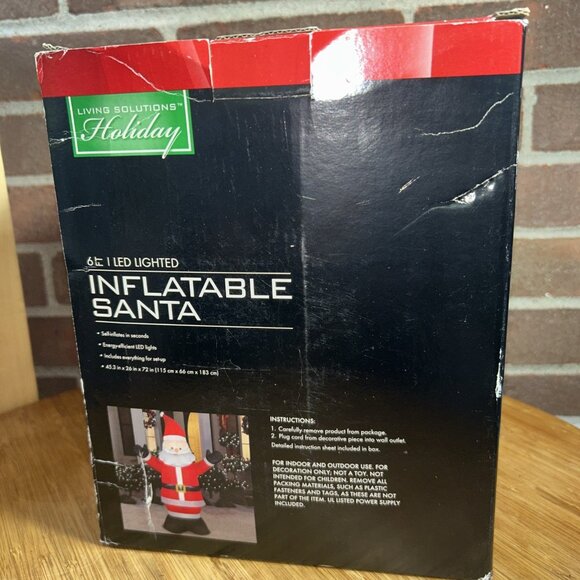 LIVING SOLUTIONS™
Holiday
6 FT | LED LIGHTED
INFLATABLE
SANTA
• Self-inflates in seconds
• Energy-efficient LED lights
• Includes everything for set-up
• 45.3 in x 26 in x 72 in (115 cm x 66 cm x 183 cm)
INSTRUCTIONS:
1. Carefully remove product from package.
2. Plug cord from decorative piece into wall outlet.
Detailed instruction sheet included in box.
FOR INDOOR AND OUTDOOR USE. FOR
DECORATION ONLY; NOT A TOY. NOT
INTENDED FOR CHILDREN. REMOVE ALL
PACKING MATERIALS, SUCH AS PLASTIC
FASTENERS AND TAGS, AS THESE ARE NOT
PART OF THE ITEM. UL LISTED POWER SUPPLY
INCLUDED.